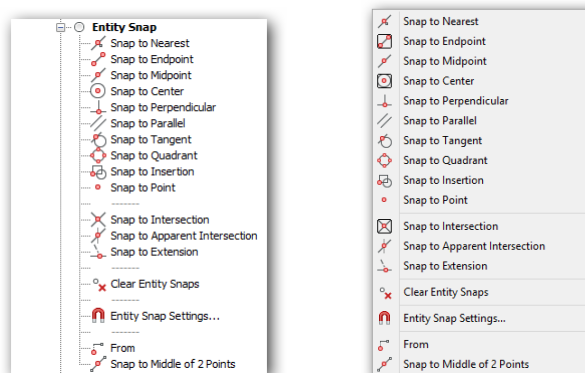 Entity Snap
Snap to Nearest
Snap to Endpoint
Snap to Midpoint
Snap to Center
Snap to Perpendicular
Snap to Parallel
Snap to Tangent
Snap to Quadrant
Snap to Insertion
Snap to Point
Snap to Intersection
Snap to Apparent Intersection
Snap to Extension
Clear Entity Snaps
Entity Snap Settings...
From
Snap to Middle of 2 Points
Snap to Nearest
Snap to Endpoint
Snap to Midpoint
Snap to Center
Snap to Perpendicular
Snap to Parallel
Snap to Tangent
Snap to Quadrant
Snap to Insertion
Snap to Point
Snap to Intersection
Snap to Apparent Intersection
Snap to Extension
Clear Entity Snaps
Entity Snap Settings...
From
Snap to Middle of 2 Points